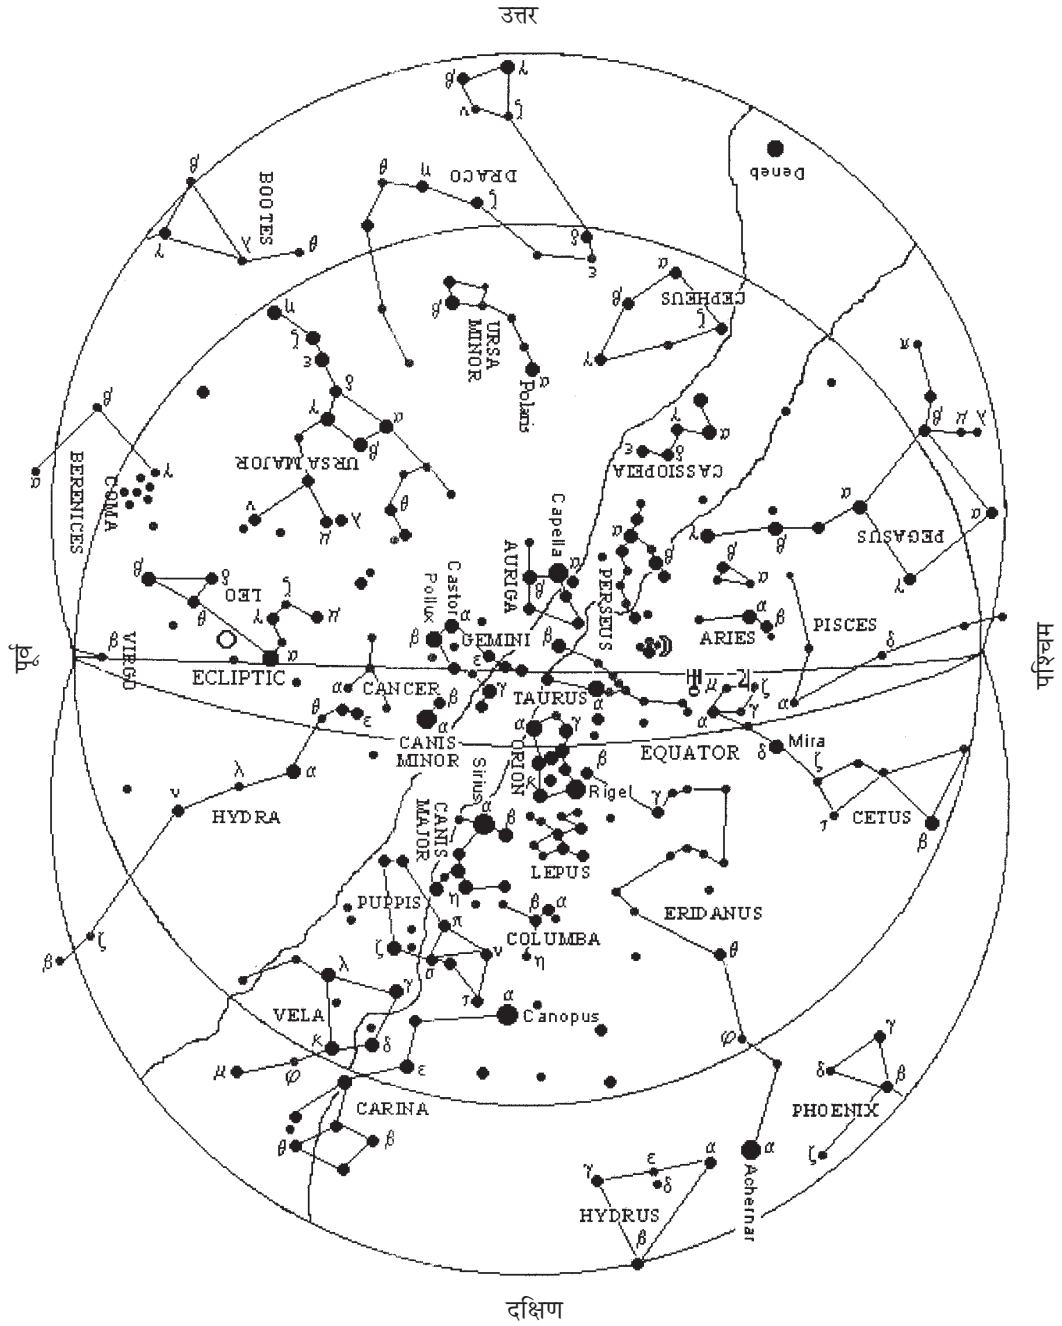 उत्तर
β γ
ν ξ
Deneb
β
θ η DRACO ζ
BOOTES
γ λ θ
δ
ε
α
β CEPHEUS
ζ
γ
η
ζ
ε
β URSA
MINOR
α
Polaris
π
δ
γ α
β
URSA MAJOR
β
α
γ
BERENICES
COMA
γ α
ε δ
CASSIOPEIA
β μ λ
θ
ν μ λ
Capella
α
γ β
α
PEGASUS
α
γ
β δ
LEO
θ
ζ
γ μ
α
Castor
Pollux
α
β
GEMINI
ε
γ
AURIGA
α
β
β
PERSEUS
α
β
β α
α
ARIES β
PISCES
δ
α
पूर्व
पश्चिम
β
VIRGO
ECLIPTIC
CANCER
α
θ ε
β
α
CANIS
MINOR
TAURUS
α γ
ORION
κ
β
Rigel
EQUATOR
μ ζ
α γ
δ Mira
ζ
τ
CETUS
β
λ α
ν
HYDRA
Sirius
α
β
CANIS
MAJOR
η
LEPUS
γ
ERIDANUS
θ
φ
PUPPIS
ζ
π
σ
ν
τ
β α
COLUMBA
η
β ζ
λ
γ
VELA
κ δ
μ φ
ε
α
Canopus
CARINA
θ β
γ
δ β
PHOENIX
ζ
γ ε α
δ
HYDRUS
β
α
Achernar
दक्षिण